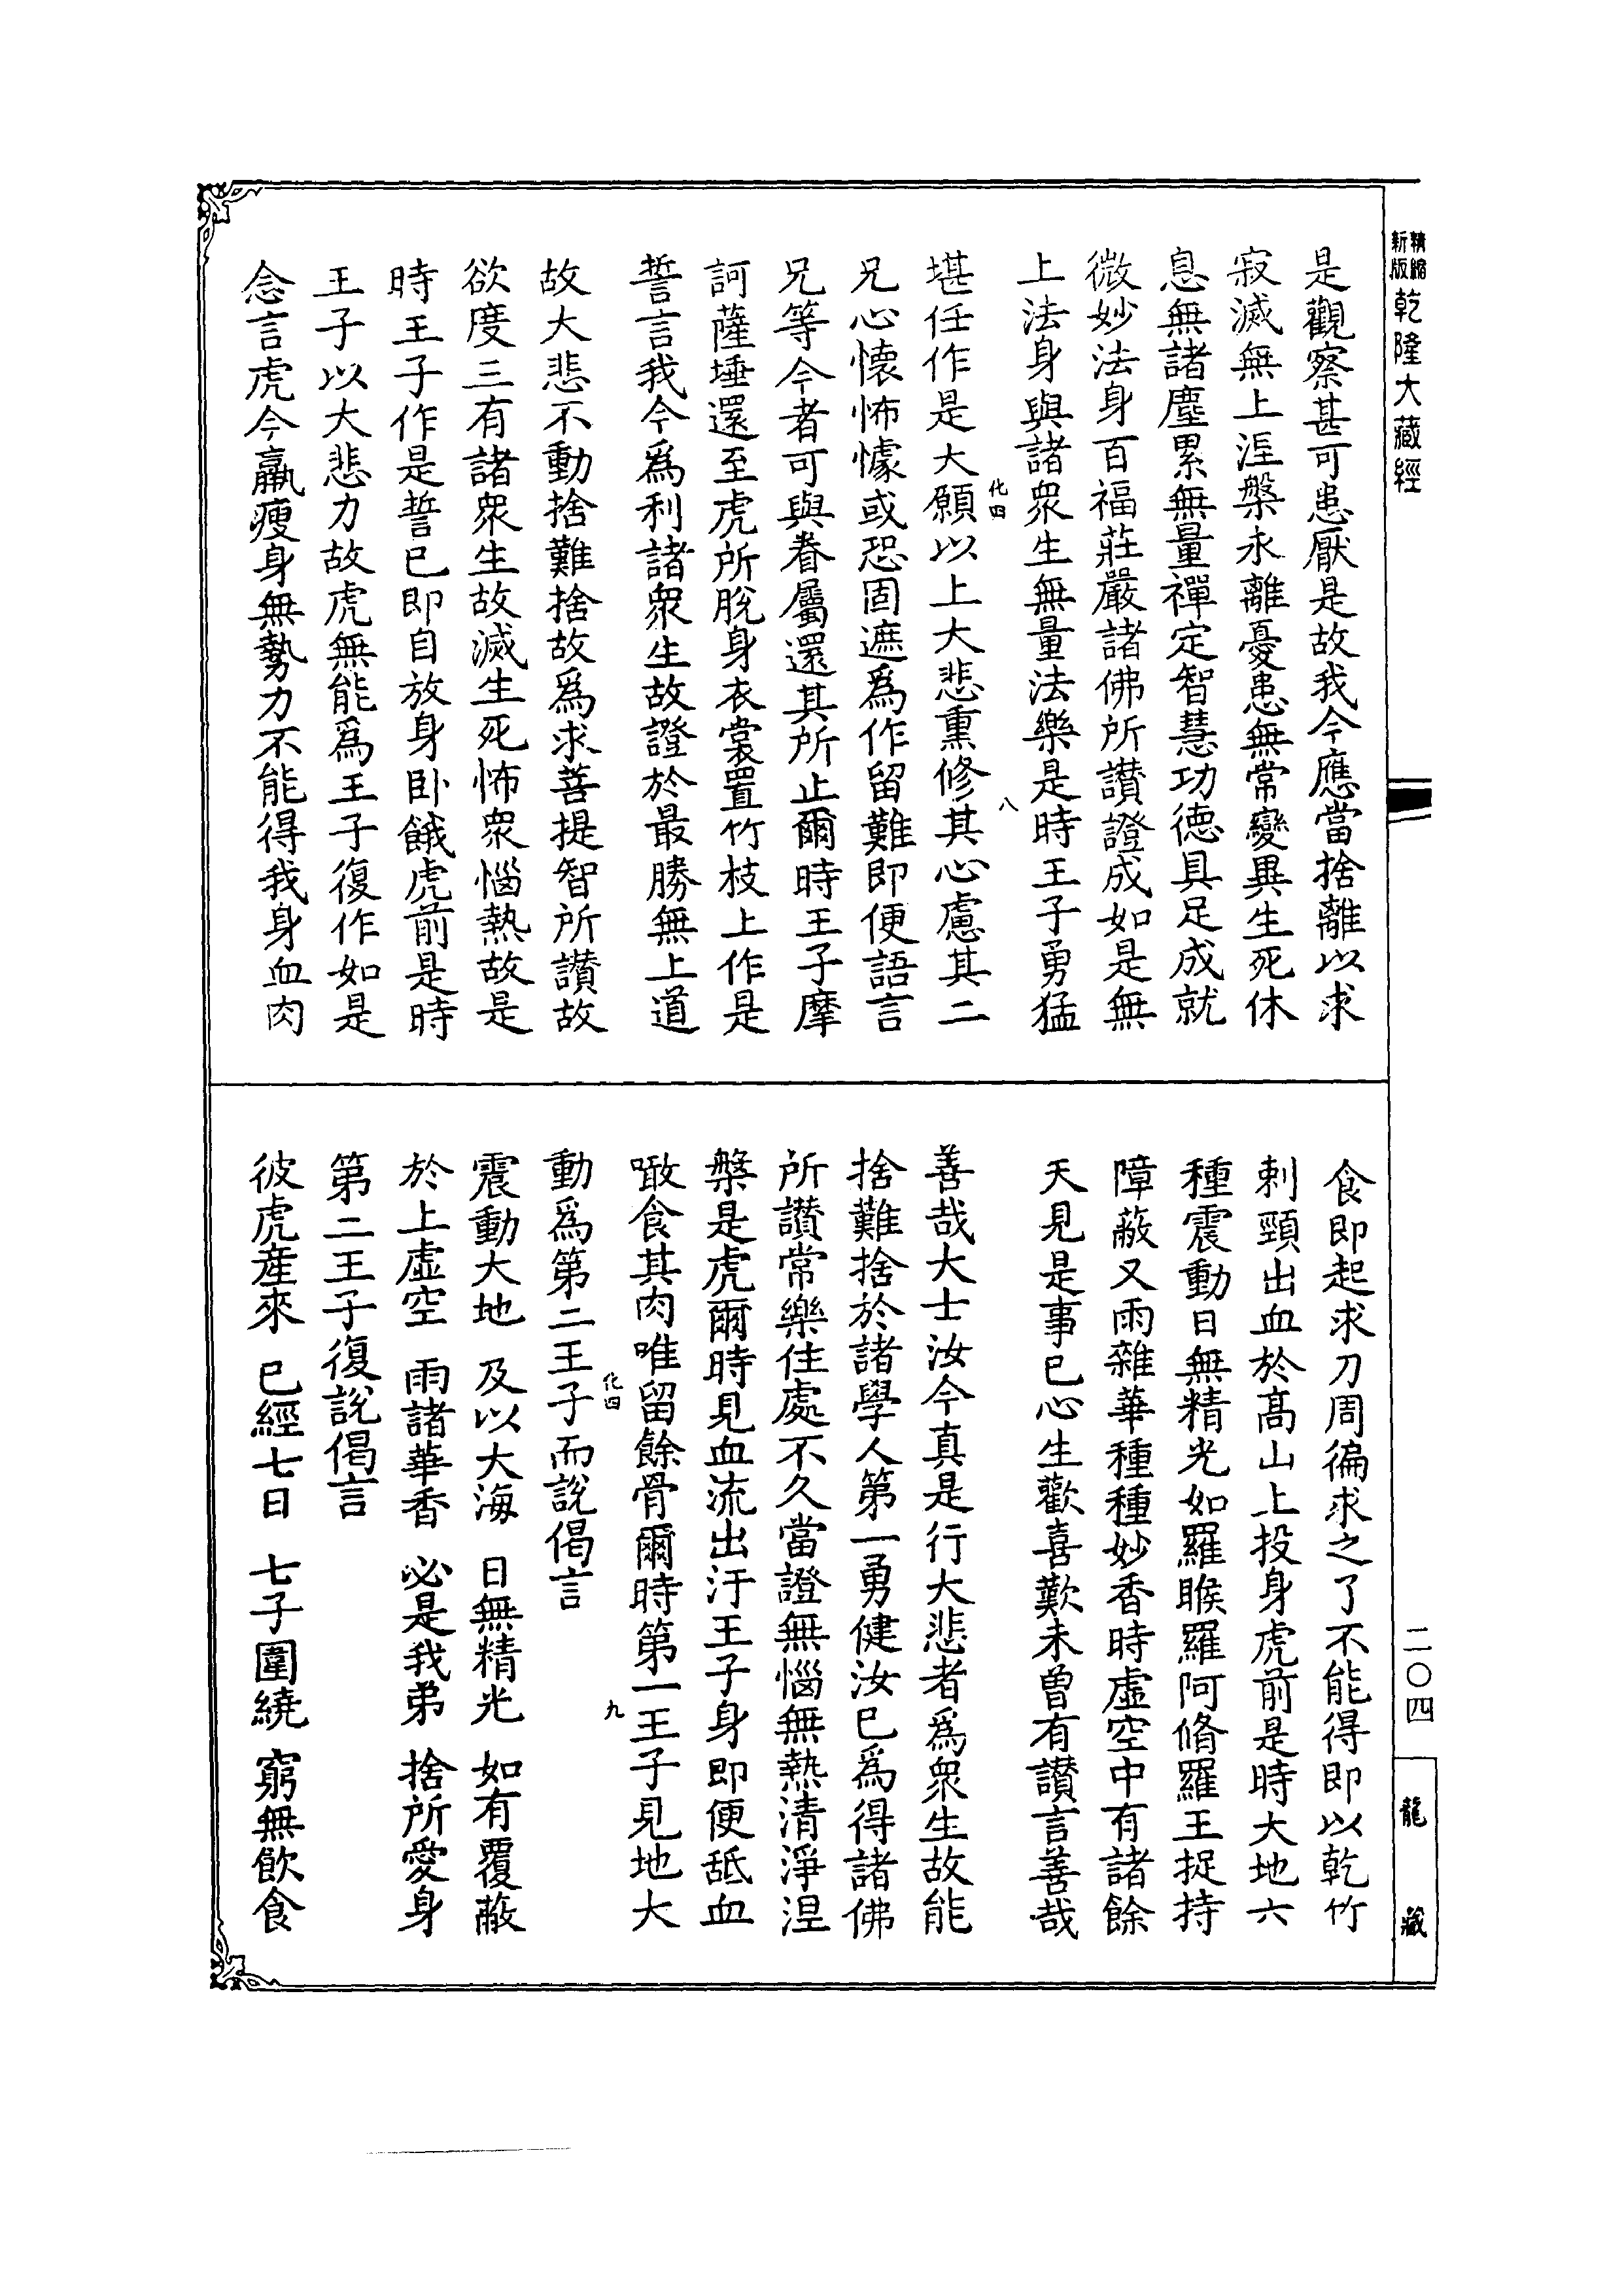 精縮
新版
乾隆大藏經
是觀察甚可患厭是故我今應當捨離以求
寂滅無上涅槃永離憂患無常變異生死休
息無諸塵累無量禪定智慧功德具足成就
微妙法身百福莊嚴諸佛所讚證成如是無
上法身與諸衆生無量法樂是時王子勇猛
化四
八
堪任作是大願以上大悲熏修其心慮其二
兄心懷怖懅或恐固遮爲作留難即便語言
兄等今者可與眷屬還其所止爾時王子摩
訶薩埵還至虎所脫身衣裳置竹枝上作是
誓言我今爲利諸衆生故證於最勝無上道
故大悲不動捨難捨故爲求菩提智所讚故
欲度三有諸衆生故滅生死怖衆惱熱故是
時王子作是誓已即自放身卧餓虎前是時
王子以大悲力故虎無能爲王子復作如是
念言虎今羸瘦身無勢力不能得我身血肉
食即起求刀周徧求之了不能得即以乾竹
刺頸出血於高山上投身虎前是時大地六
種震動日無精光如羅睺羅阿脩羅王捉持
障蔽又雨雜華種種妙香時虛空中有諸餘
天見是事已心生歡喜歎未曾有讚言善哉
善哉大士汝今真是行大悲者爲衆生故能
捨難捨於諸學人第一勇健汝已爲得諸佛
所讚常樂住處不久當證無惱無熱清淨涅
槃是虎爾時見血流出汙王子身即便舐血
噉食其肉唯留餘骨爾時第一王子見地大
化四
九
動爲第二王子而說偈言
震動大地 及以大海 日無精光 如有覆蔽
於上虛空 雨諸華香 必是我弟 捨所愛身
第二王子復說偈言
彼虎產來 已經七日 七子圍繞 窮無飲食
二〇四
龍藏